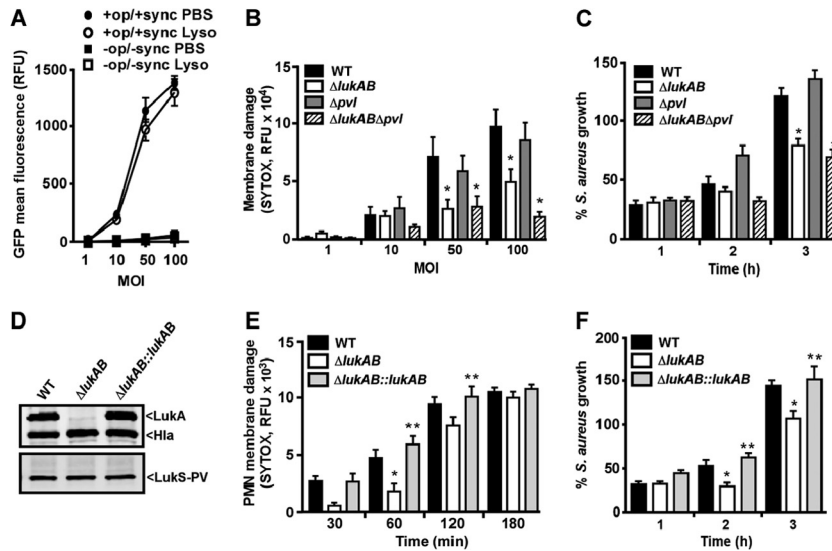 A
+op/+sync PBS
+op/+sync Lyso
-op/-sync PBS
-op/-sync Lyso
GFP mean fluorescence (RFU)
1500
1000
500
0
1 10 50 100
MOI
B
WT
ΔlukAB
Δpvl
ΔlukABΔpvl
Membrane damage
(SYTOX, RFU x 10⁴)
15
10
5
0
* * * *
1 10 50 100
MOI
C
WT
ΔlukAB
Δpvl
ΔlukABΔpvl
% S. aureus growth
150
100
50
0
*
1 2 3
Time (h)
D
WT ΔlukAB ΔlukAB::lukAB
<LukA
<Hla
<LukS-PV
E
WT
ΔlukAB
ΔlukAB::lukAB
PMN membrane damage
(SYTOX, RFU x 10³)
15
10
5
0
* ** **
30 60 120 180
Time (min)
F
WT
ΔlukAB
ΔlukAB::lukAB
% S. aureus growth
200
150
100
50
0
* ** * **
1 2 3
Time (h)